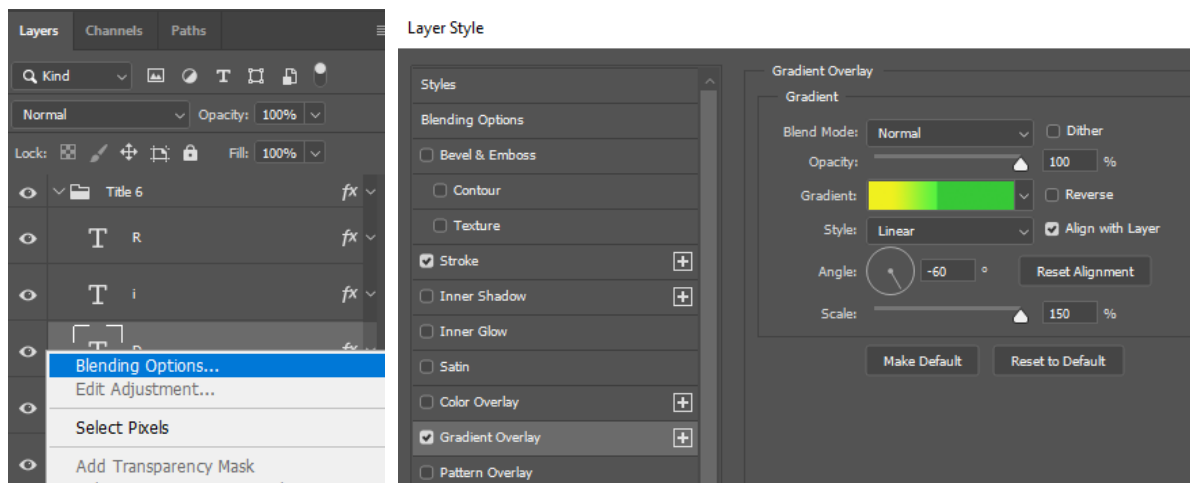 Layers Channels Paths
Kind T
Normal Opacity: 100%
Lock: Fill: 100%
Title 6 fx
T R fx
T i fx
Blending Options...
Edit Adjustment...
Select Pixels
Add Transparency Mask
Layer Style
Styles
Blending Options
Bevel & Emboss
Contour
Texture
Stroke
Inner Shadow
Inner Glow
Satin
Color Overlay
Gradient Overlay
Pattern Overlay
Gradient Overlay
Gradient
Blend Mode: Normal Dither
Opacity: 100 %
Gradient: Reverse
Style: Linear Align with Layer
Angle: -60 ° Reset Alignment
Scale: 150 %
Make Default Reset to Default